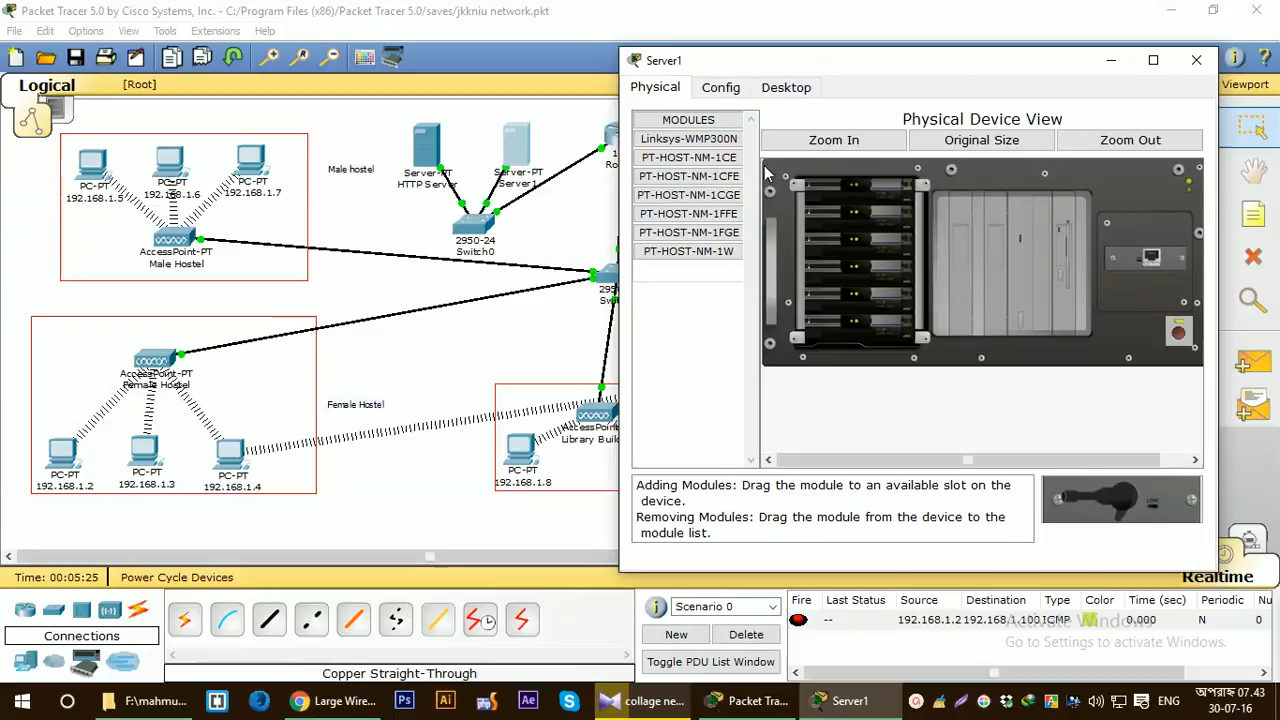 Packet Tracer 5.0 by Cisco Systems, Inc. - C:/Program Files (x86)/Packet Tracer 5.0/saves/jkkniu network.pkt
File Edit Options View Tools Extensions Help
Logical [Root] Viewport
Server1
Physical Config Desktop
MODULES
Linksys-WMP300N
PT-HOST-NM-1CE
PT-HOST-NM-1CFE
PT-HOST-NM-1CGE
PT-HOST-NM-1FFE
PT-HOST-NM-1FGE
PT-HOST-NM-1W
Physical Device View
Zoom In Original Size Zoom Out
Adding Modules: Drag the module to an available slot on the
device.
Removing Modules: Drag the module from the device to the
module list.
PC-PT
192.168.1.5
PC-PT
192.168.1.6
PC-PT
192.168.1.7
Male hostel
AccessPoint-PT
Male Hostel
Server-PT
HTTP Server
Server-PT
Server1
2950-24
Switch0
AccessPoint-PT
Female Hostel
Female Hostel
PC-PT
192.168.1.2
PC-PT
192.168.1.3
PC-PT
192.168.1.4
PC-PT
192.168.1.8
Time: 00:05:25 Power Cycle Devices Realtime
Connections
Copper Straight-Through
Scenario 0
New Delete
Toggle PDU List Window
Fire Last Status Source Destination Type Color Time (sec) Periodic Nu
-- 192.168.1.2 192.168.1.100 ICMP 0.000 N 0
Activate Windows
Go to Settings to activate Windows.
F:\mahmu... Large Wire... collage ne... Packet Tra... Server1 ENG
Ps Ai Ae
অপরাহ্ণ 07.43
30-07-16